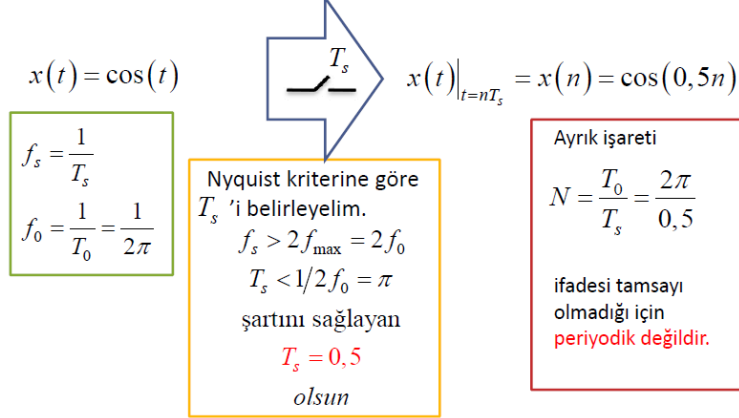 x(t) = cos(t)
T_s
x(t)|_{t=nT_s} = x(n) = cos(0,5n)
f_s = 1/T_s
f_0 = 1/T_0 = 1/2π
Nyquist kriterine göre
T_s 'i belirleyelim.
f_s > 2f_max = 2f_0
T_s < 1/2f_0 = π
şartını sağlayan
T_s = 0,5
olsun
Ayrık işareti
N = T_0/T_s = 2π/0,5
ifadesi tamsayı
olmadığı için
periyodik değildir.